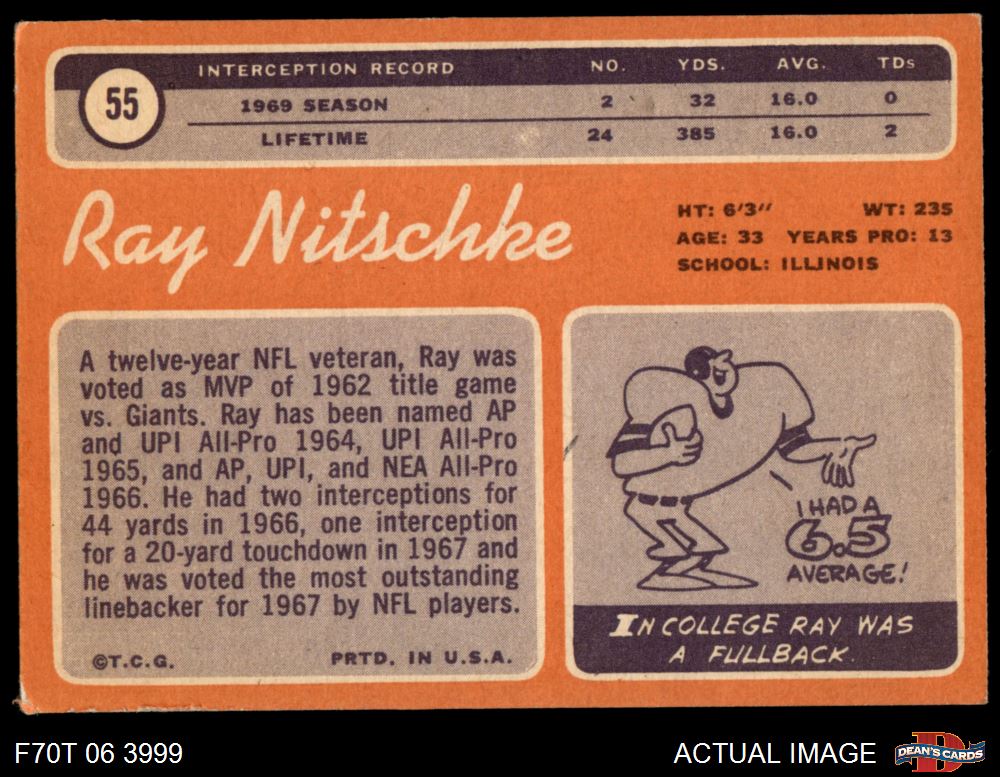 55
INTERCEPTION RECORD NO. YDS. AVG. TDs
1969 SEASON 2 32 16.0 0
LIFETIME 24 385 16.0 2
Ray Nitschke
HT: 6'3" WT: 235
AGE: 33 YEARS PRO: 13
SCHOOL: ILLINOIS
A twelve-year NFL veteran, Ray was
voted as MVP of 1962 title game
vs. Giants. Ray has been named AP
and UPI All-Pro 1964, UPI All-Pro
1965, and AP, UPI, and NEA All-Pro
1966. He had two interceptions for
44 yards in 1966, one interception
for a 20-yard touchdown in 1967 and
he was voted the most outstanding
linebacker for 1967 by NFL players.
©T.C.G. PRTD. IN U.S.A.
I HAD A
6.5
AVERAGE!
IN COLLEGE RAY WAS
A FULLBACK.
F70T 06 3999
ACTUAL IMAGE
D
DEAN'S CARDS